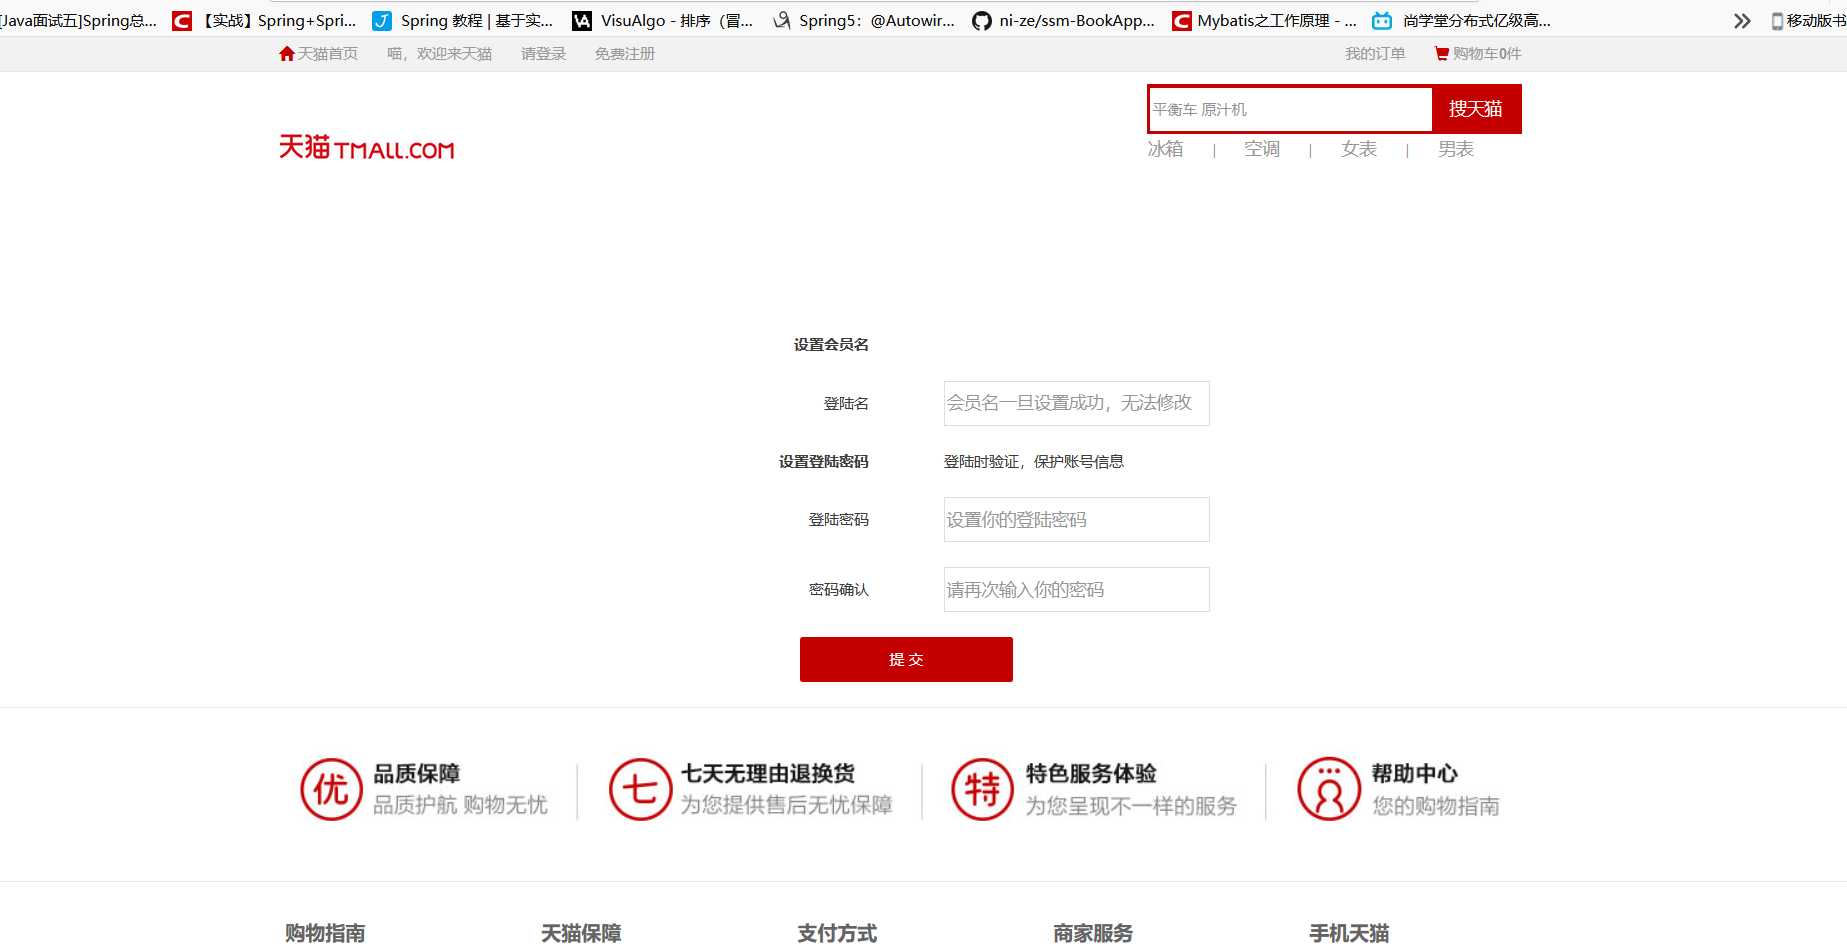 [Java面试五]Spring总...
【实战】Spring+Spri...
Spring 教程 | 基于实...
VisuAlgo - 排序（冒...
Spring5：@Autowir...
ni-ze/ssm-BookApp...
Mybatis之工作原理 - ...
尚学堂分布式亿级高...
移动版书
天猫首页 喵，欢迎来天猫 请登录 免费注册 我的订单 购物车0件
平衡车 原汁机 搜天猫
天猫 TMALL.COM
冰箱 | 空调 | 女表 | 男表
设置会员名
登陆名 会员名一旦设置成功，无法修改
设置登陆密码 登陆时验证，保护账号信息
登陆密码 设置你的登陆密码
密码确认 请再次输入你的密码
提 交
优 品质保障
品质护航 购物无忧
七 七天无理由退换货
为您提供售后无忧保障
特 特色服务体验
为您呈现不一样的服务
帮助中心
您的购物指南
购物指南 天猫保障 支付方式 商家服务 手机天猫